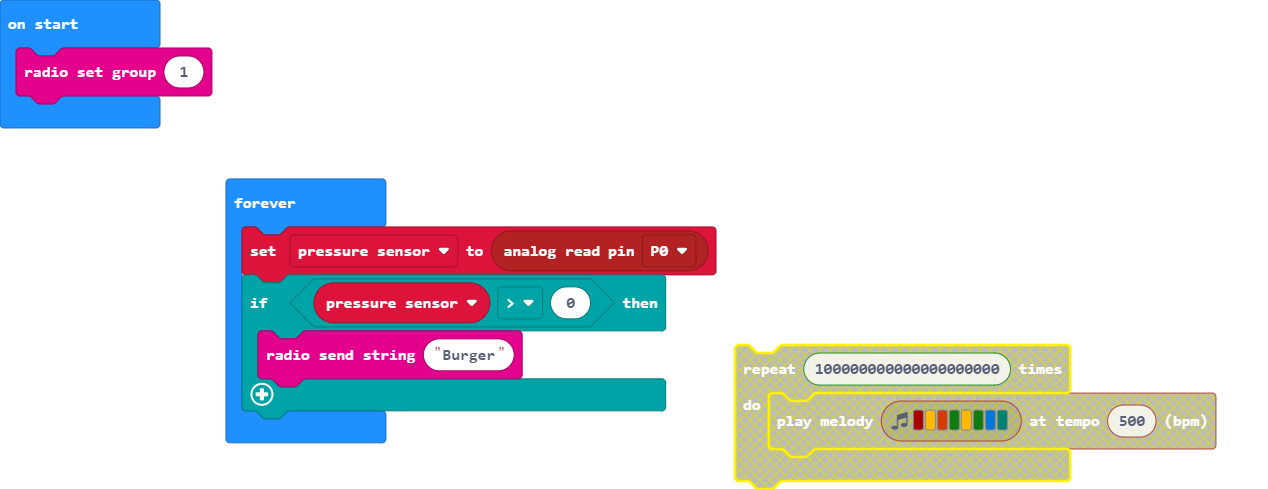 on start
radio set group 1
forever
set pressure sensor to analog read pin P0
if pressure sensor > 0 then
radio send string "Burger"
repeat 100000000000000000000 times
do
play melody at tempo 500 (bpm)